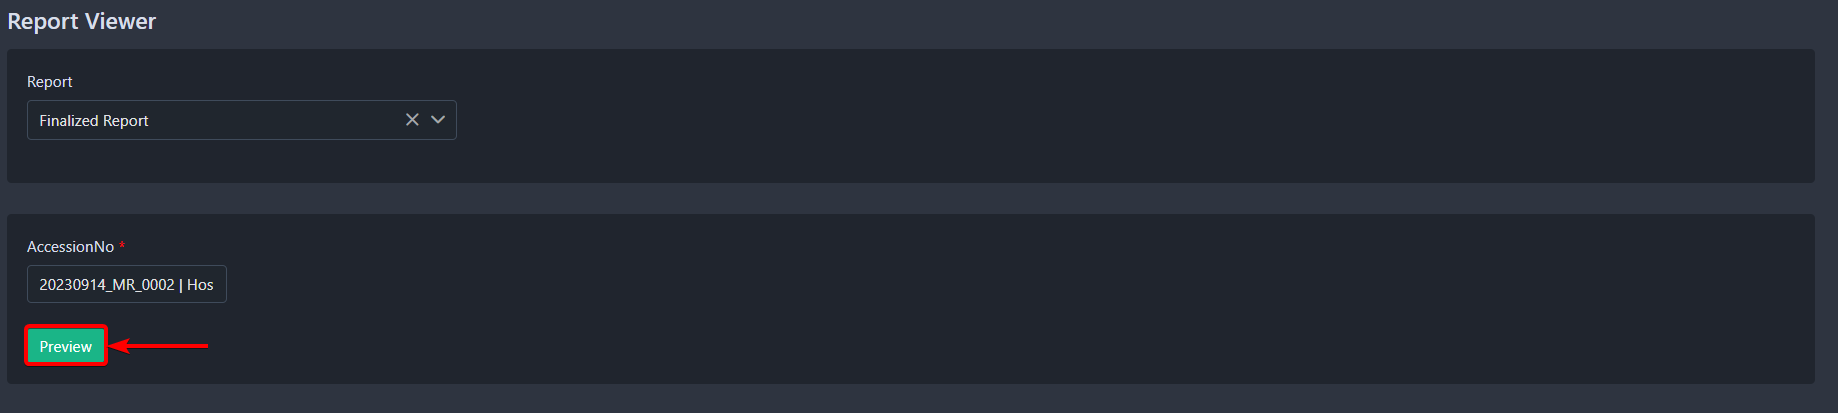 Report Viewer
Report
Finalized Report
AccessionNo *
20230914_MR_0002 | Hos
Preview